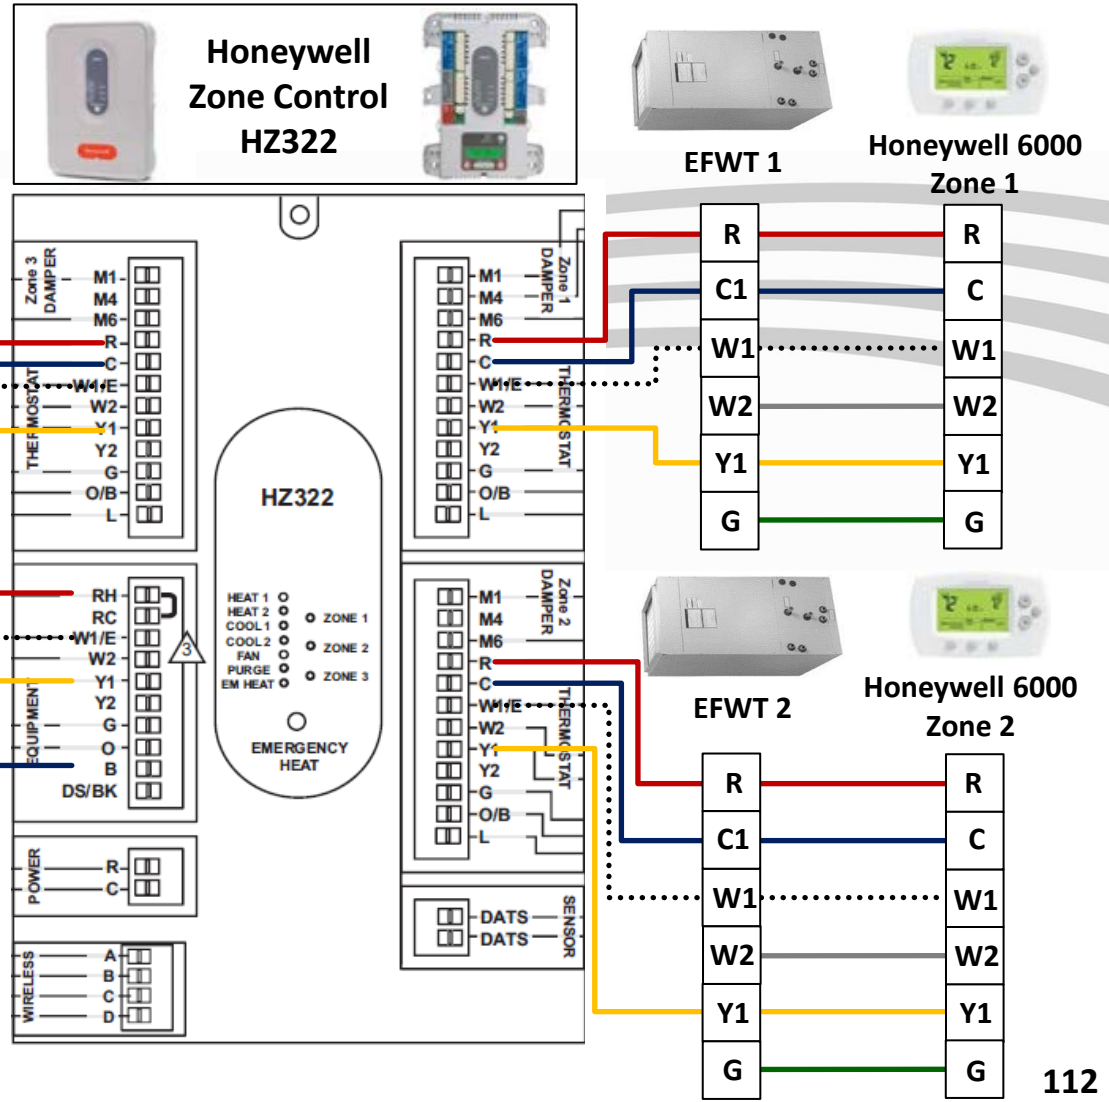 Honeywell
Zone Control
HZ322
EFWT 1
Honeywell 6000
Zone 1
R
C1
W1
W2
Y1
G
R
C
W1
W2
Y1
G
Zone 3
DAMPER
M1
M4
M6
THERMOSTAT
R
C
W1/E
W2
Y1
Y2
G
O/B
L
EQUIPMENT
RH
RC
W1/E
W2
Y1
Y2
G
O
B
DS/BK
3
POWER
R
C
WIRELESS
A
B
C
D
HZ322
HEAT 1
HEAT 2
COOL 1
COOL 2
FAN
PURGE
EM HEAT
ZONE 1
ZONE 2
ZONE 3
EMERGENCY
HEAT
M1
M4
M6
R
C
W1/E
W2
Y1
Y2
G
O/B
L
Zone 1
DAMPER
THERMOSTAT
M1
M4
M6
R
C
W1/E
W2
Y1
Y2
G
O/B
L
Zone 2
DAMPER
THERMOSTAT
DATS
DATS
SENSOR
EFWT 2
Honeywell 6000
Zone 2
R
C1
W1
W2
Y1
G
R
C
W1
W2
Y1
G
112